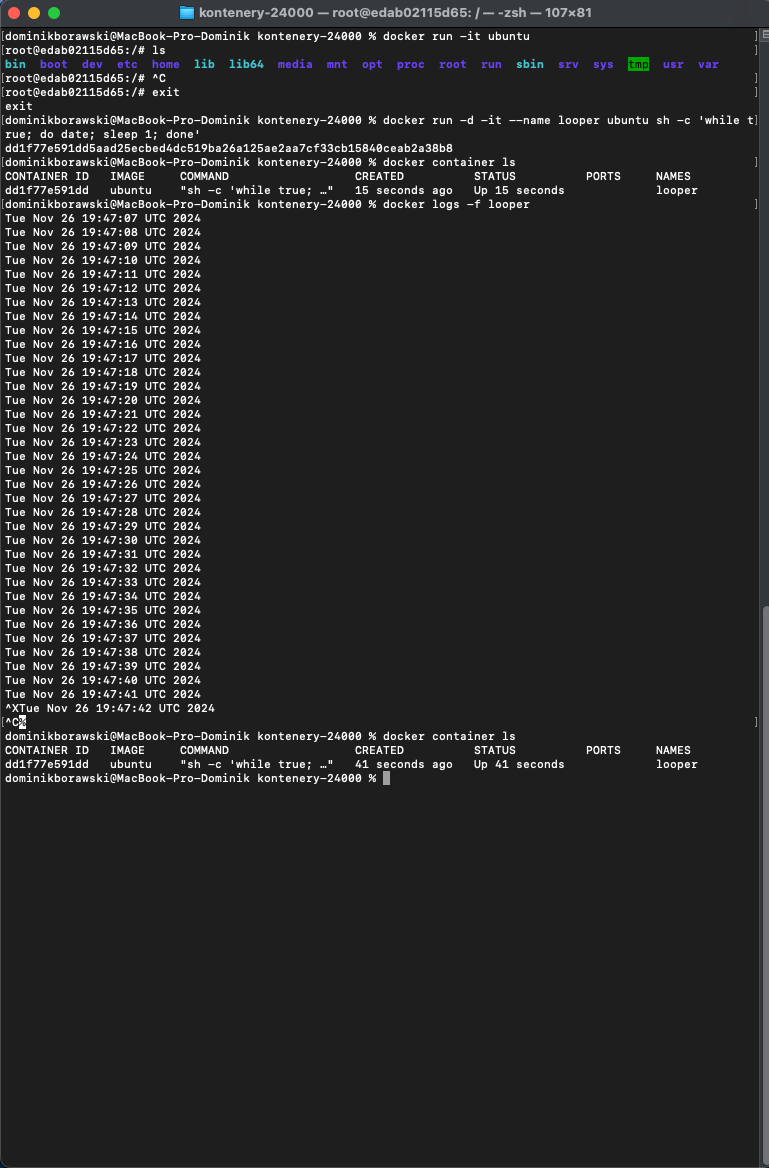 kontenery-24000 — root@edab02115d65: / — -zsh — 107×81
[dominikborawski@MacBook-Pro-Dominik kontenery-24000 % docker run -it ubuntu ]
[root@edab02115d65:/# ls ]
bin boot dev etc home lib lib64 media mnt opt proc root run sbin srv sys tmp usr var
[root@edab02115d65:/# ^C ]
[root@edab02115d65:/# exit ]
exit
[dominikborawski@MacBook-Pro-Dominik kontenery-24000 % docker run -d -it --name looper ubuntu sh -c 'while t]
rue; do date; sleep 1; done'
dd1f77e591dd5aad25ecbed4dc519ba26a125ae2aa7cf33cb15840ceab2a38b8
[dominikborawski@MacBook-Pro-Dominik kontenery-24000 % docker container ls ]
CONTAINER ID IMAGE COMMAND CREATED STATUS PORTS NAMES
dd1f77e591dd ubuntu "sh -c 'while true; …" 15 seconds ago Up 15 seconds looper
[dominikborawski@MacBook-Pro-Dominik kontenery-24000 % docker logs -f looper ]
Tue Nov 26 19:47:07 UTC 2024
Tue Nov 26 19:47:08 UTC 2024
Tue Nov 26 19:47:09 UTC 2024
Tue Nov 26 19:47:10 UTC 2024
Tue Nov 26 19:47:11 UTC 2024
Tue Nov 26 19:47:12 UTC 2024
Tue Nov 26 19:47:13 UTC 2024
Tue Nov 26 19:47:14 UTC 2024
Tue Nov 26 19:47:15 UTC 2024
Tue Nov 26 19:47:16 UTC 2024
Tue Nov 26 19:47:17 UTC 2024
Tue Nov 26 19:47:18 UTC 2024
Tue Nov 26 19:47:19 UTC 2024
Tue Nov 26 19:47:20 UTC 2024
Tue Nov 26 19:47:21 UTC 2024
Tue Nov 26 19:47:22 UTC 2024
Tue Nov 26 19:47:23 UTC 2024
Tue Nov 26 19:47:24 UTC 2024
Tue Nov 26 19:47:25 UTC 2024
Tue Nov 26 19:47:26 UTC 2024
Tue Nov 26 19:47:27 UTC 2024
Tue Nov 26 19:47:28 UTC 2024
Tue Nov 26 19:47:29 UTC 2024
Tue Nov 26 19:47:30 UTC 2024
Tue Nov 26 19:47:31 UTC 2024
Tue Nov 26 19:47:32 UTC 2024
Tue Nov 26 19:47:33 UTC 2024
Tue Nov 26 19:47:34 UTC 2024
Tue Nov 26 19:47:35 UTC 2024
Tue Nov 26 19:47:36 UTC 2024
Tue Nov 26 19:47:37 UTC 2024
Tue Nov 26 19:47:38 UTC 2024
Tue Nov 26 19:47:39 UTC 2024
Tue Nov 26 19:47:40 UTC 2024
Tue Nov 26 19:47:41 UTC 2024
^XTue Nov 26 19:47:42 UTC 2024
[^C% ]
dominikborawski@MacBook-Pro-Dominik kontenery-24000 % docker container ls
CONTAINER ID IMAGE COMMAND CREATED STATUS PORTS NAMES
dd1f77e591dd ubuntu "sh -c 'while true; …" 41 seconds ago Up 41 seconds looper
dominikborawski@MacBook-Pro-Dominik kontenery-24000 %